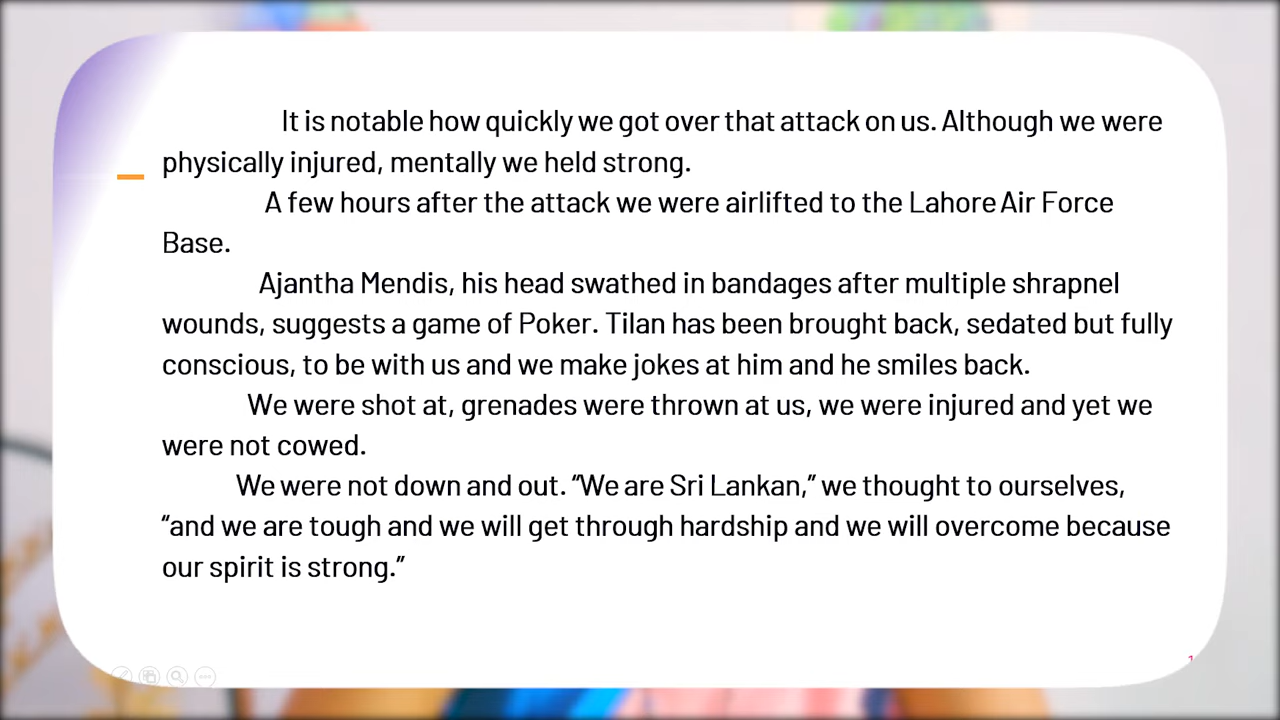 It is notable how quickly we got over that attack on us. Although we were
physically injured, mentally we held strong.
A few hours after the attack we were airlifted to the Lahore Air Force
Base.
Ajantha Mendis, his head swathed in bandages after multiple shrapnel
wounds, suggests a game of Poker. Tilan has been brought back, sedated but fully
conscious, to be with us and we make jokes at him and he smiles back.
We were shot at, grenades were thrown at us, we were injured and yet we
were not cowed.
We were not down and out. “We are Sri Lankan,” we thought to ourselves,
“and we are tough and we will get through hardship and we will overcome because
our spirit is strong.”